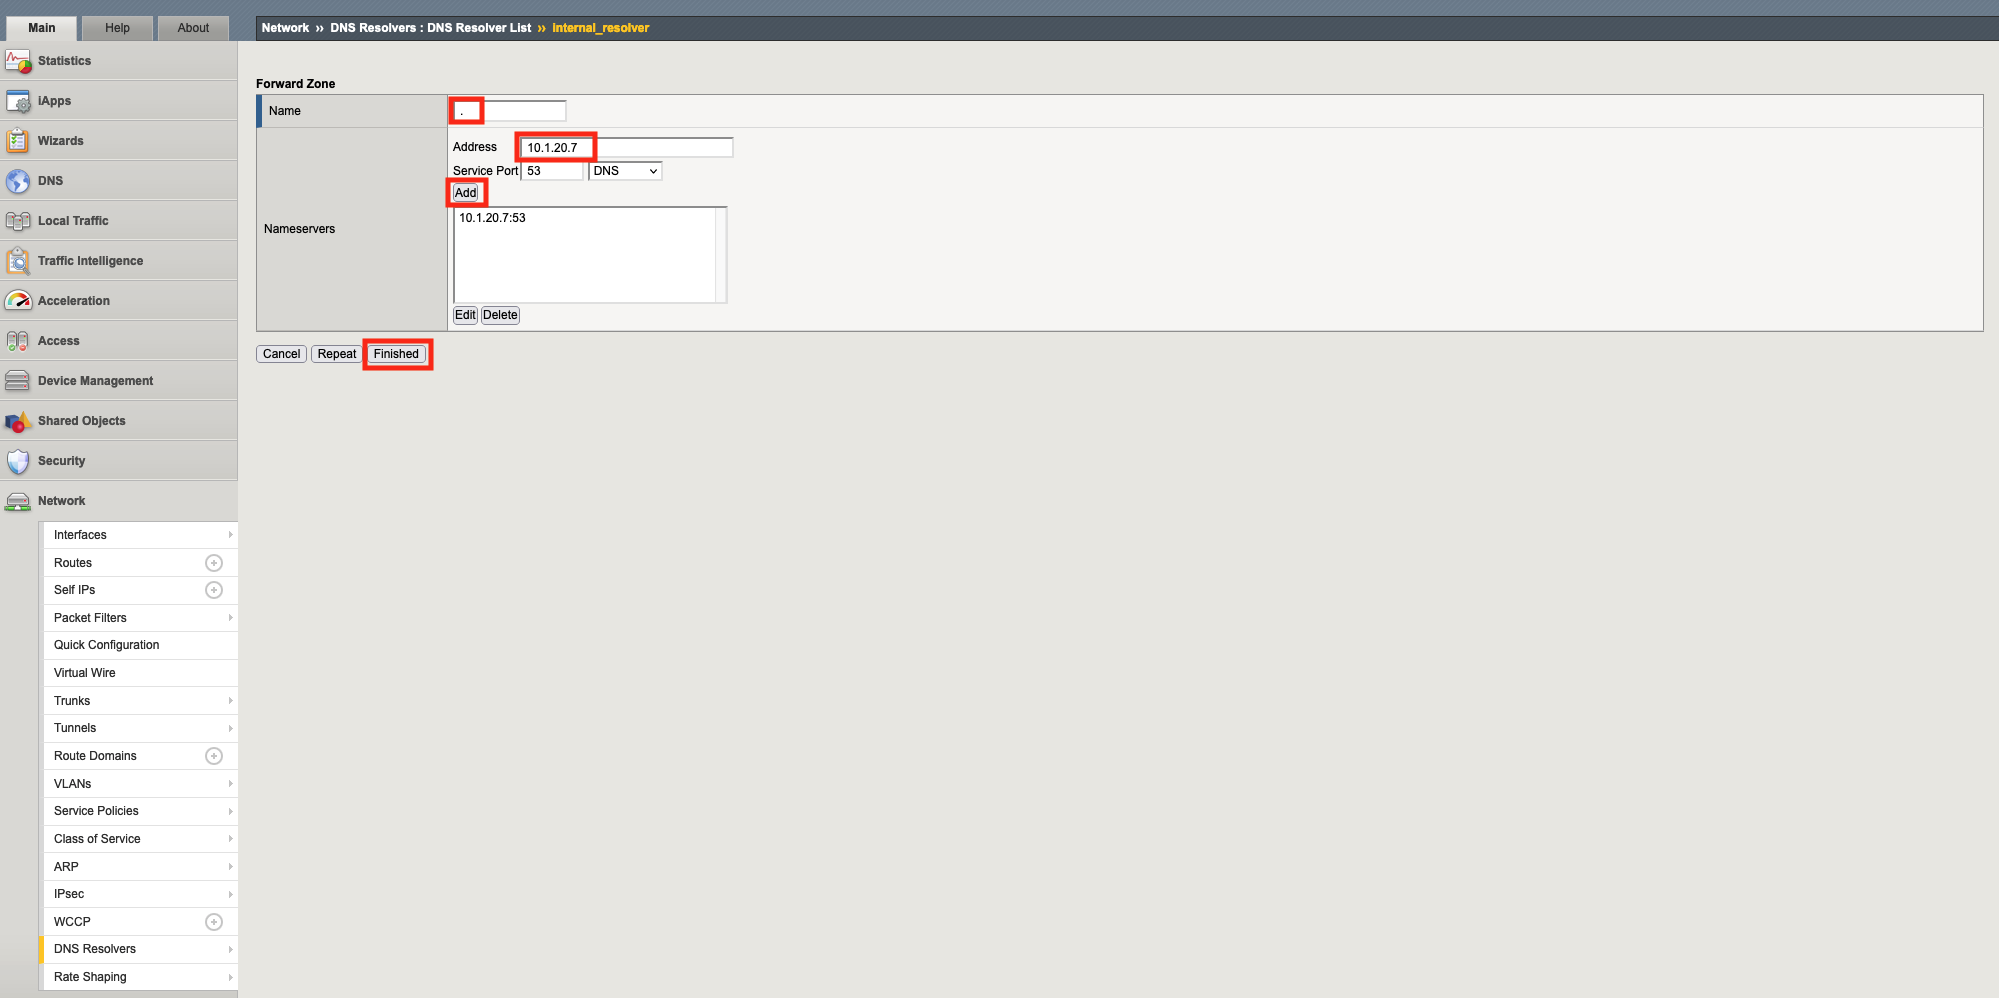 Main Help About
Network ›› DNS Resolvers : DNS Resolver List ›› internal_resolver
Statistics
iApps
Wizards
DNS
Local Traffic
Traffic Intelligence
Acceleration
Access
Device Management
Shared Objects
Security
Network
Interfaces
Routes
Self IPs
Packet Filters
Quick Configuration
Virtual Wire
Trunks
Tunnels
Route Domains
VLANs
Service Policies
Class of Service
ARP
IPsec
WCCP
DNS Resolvers
Rate Shaping
Forward Zone
Name .
Nameservers
Address 10.1.20.7
Service Port 53 DNS
Add
10.1.20.7:53
Edit Delete
Cancel Repeat Finished